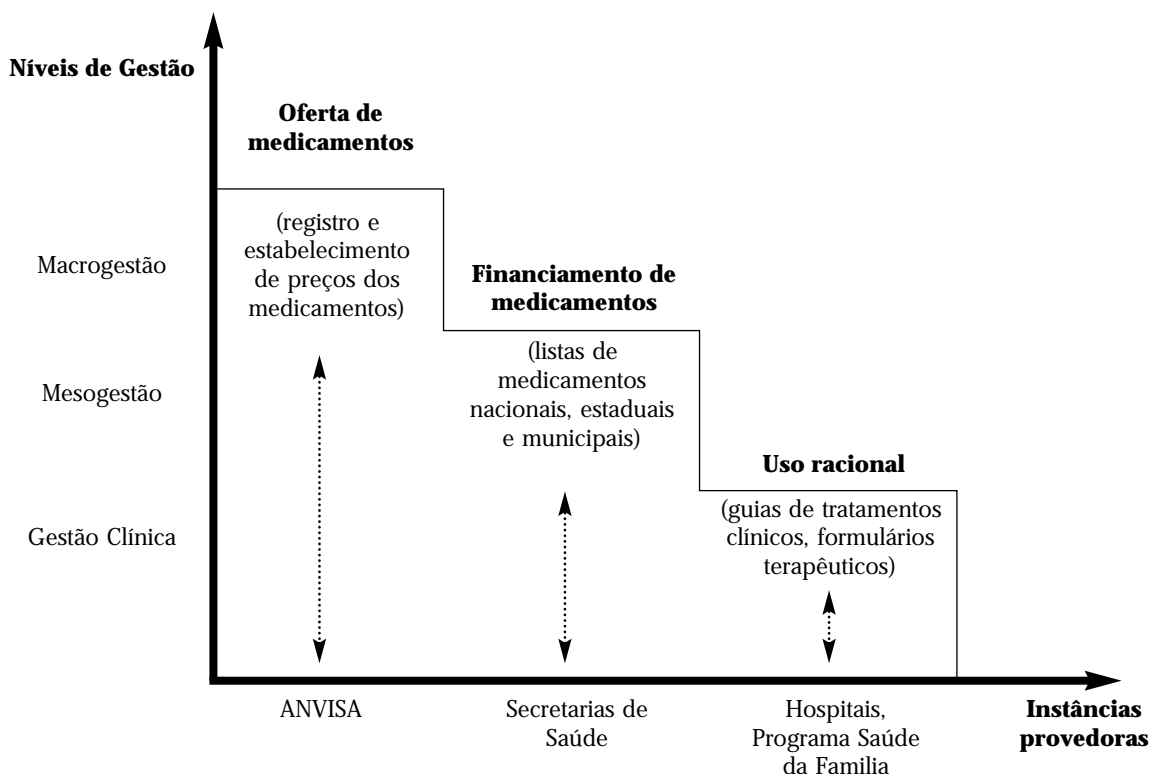 Níveis de Gestão
Oferta de
medicamentos
(registro e
estabelecimento
de preços dos
medicamentos)
Macrogestão
Financiamento de
medicamentos
(listas de
medicamentos
nacionais, estaduais
e municipais)
Mesogestão
Uso racional
(guias de tratamentos
clínicos, formulários
terapêuticos)
Gestão Clínica
ANVISA
Secretarias de
Saúde
Hospitais,
Programa Saúde
da Familia
Instâncias
provedoras